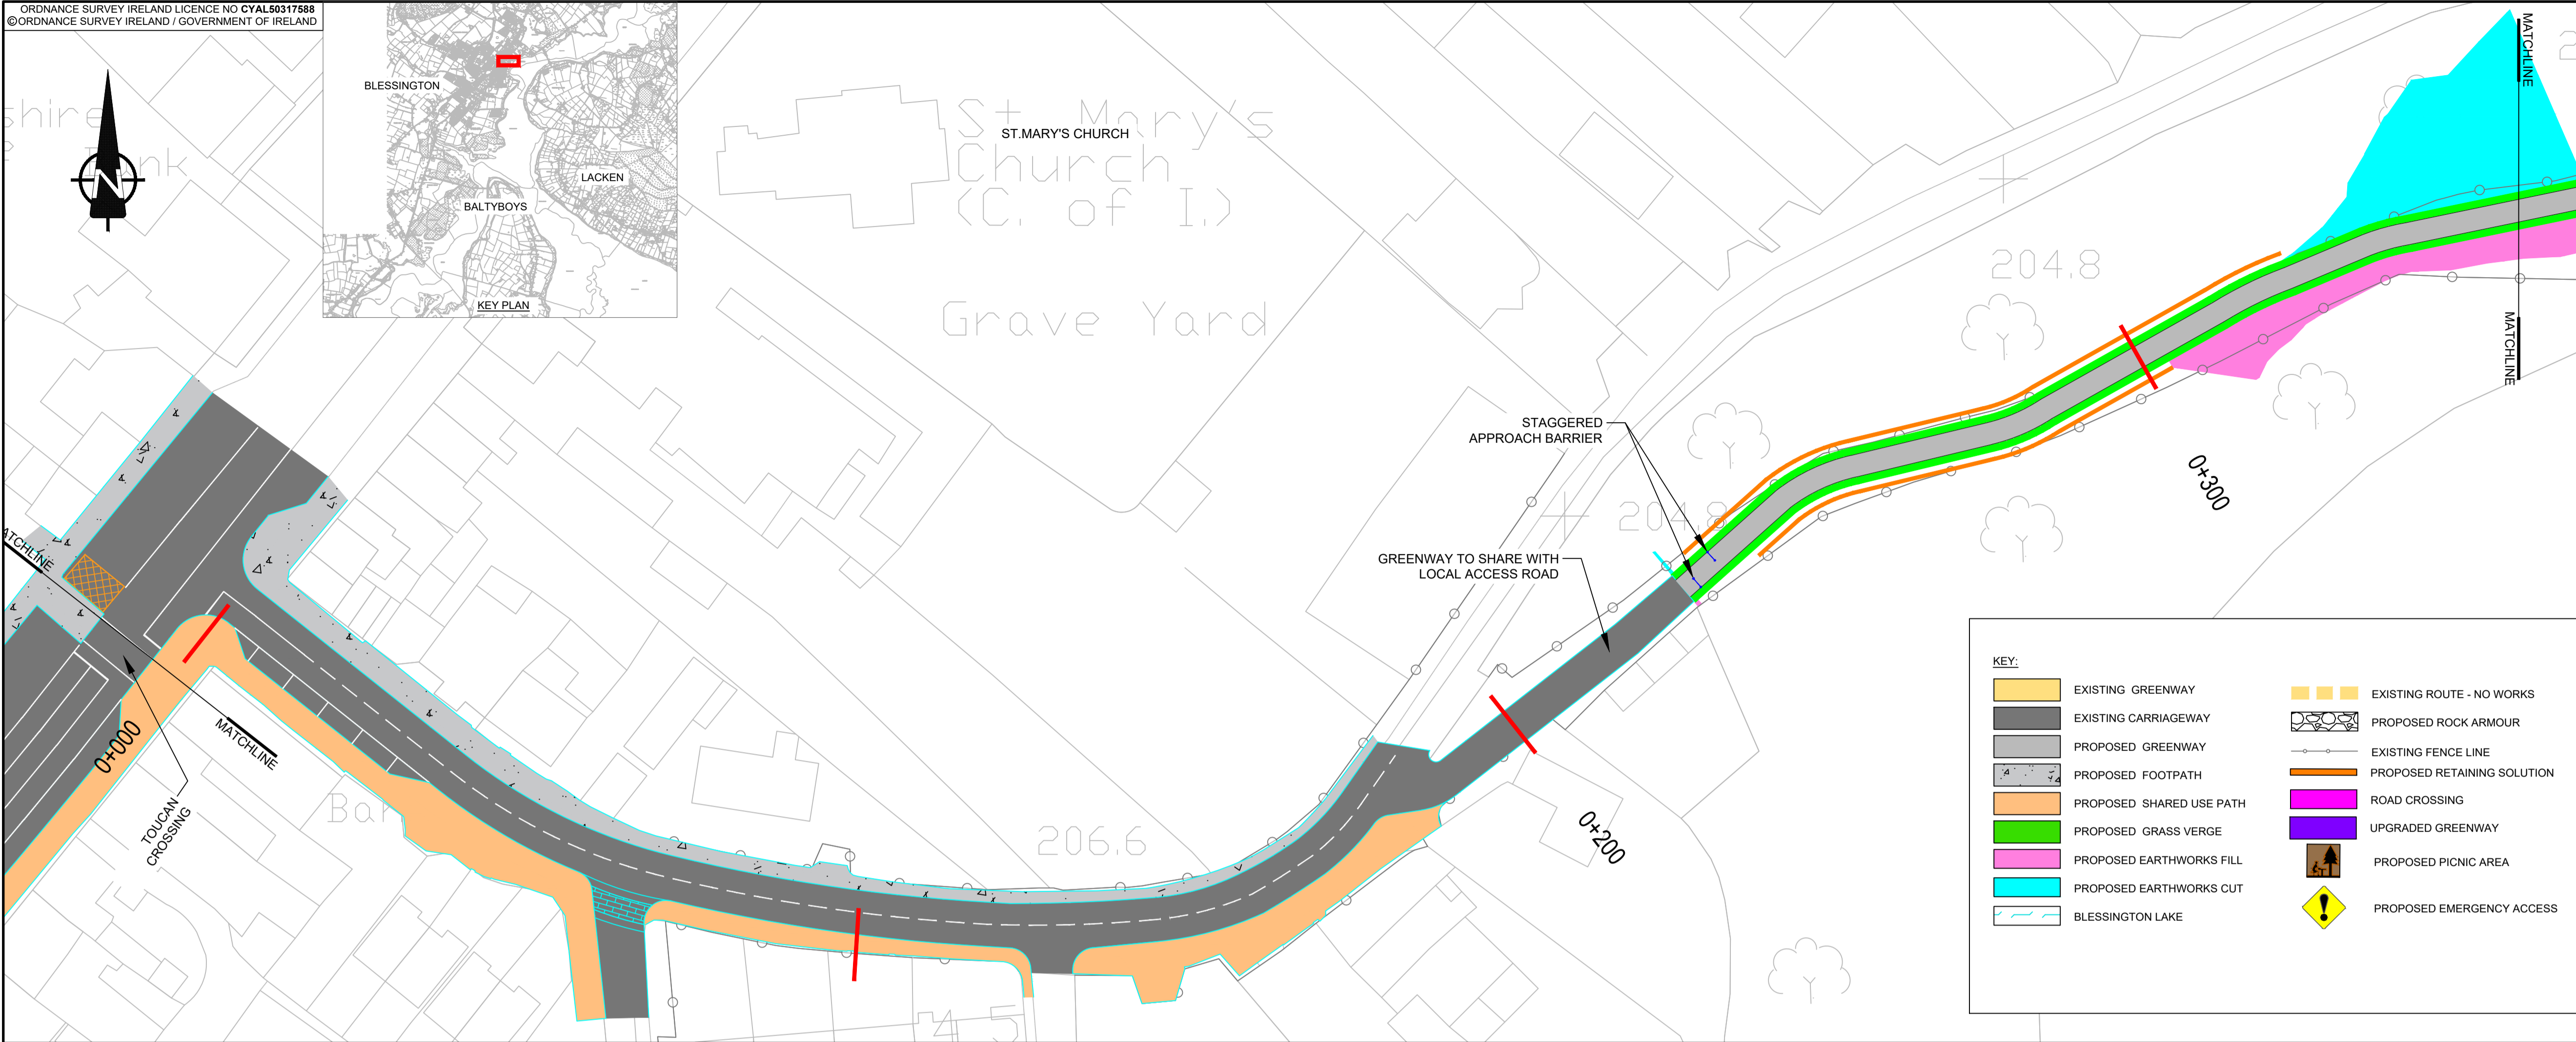 ORDNANCE SURVEY IRELAND LICENCE NO CYAL50317588
©ORDNANCE SURVEY IRELAND / GOVERNMENT OF IRELAND
N
BLESSINGTON
LACKEN
BALTYBOYS
KEY PLAN
shire
nk
St Mary's
Church
(C. of I.)
ST.MARY'S CHURCH
Grave Yard
MATCHLINE
MATCHLINE
204.8
STAGGERED
APPROACH BARRIER
204.8
GREENWAY TO SHARE WITH
LOCAL ACCESS ROAD
0+300
ATCHLINE
MATCHLINE
0+000
TOUCAN
CROSSING
206.6
0+200
45
KEY:
EXISTING GREENWAY
EXISTING CARRIAGEWAY
PROPOSED GREENWAY
PROPOSED FOOTPATH
PROPOSED SHARED USE PATH
PROPOSED GRASS VERGE
PROPOSED EARTHWORKS FILL
PROPOSED EARTHWORKS CUT
BLESSINGTON LAKE
EXISTING ROUTE - NO WORKS
PROPOSED ROCK ARMOUR
EXISTING FENCE LINE
PROPOSED RETAINING SOLUTION
ROAD CROSSING
UPGRADED GREENWAY
PROPOSED PICNIC AREA
PROPOSED EMERGENCY ACCESS